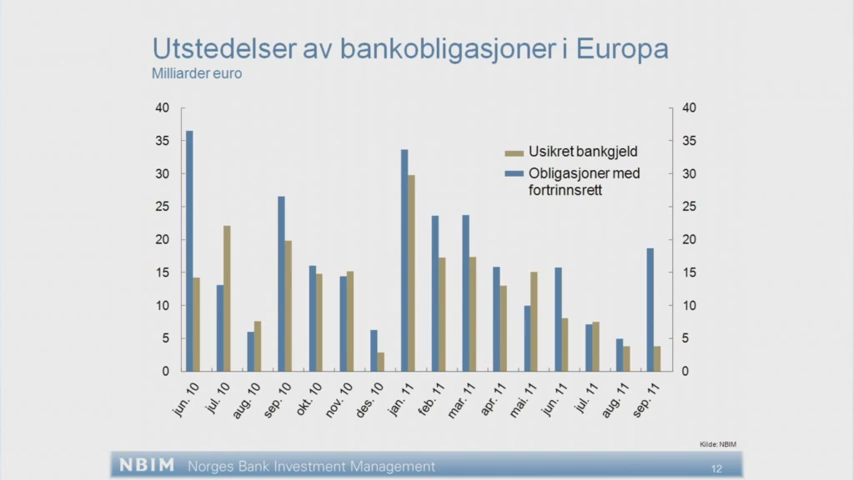 Utstedelser av bankobligasjoner i Europa
Milliarder euro
40 40
35 35
30 30
25 25
20 20
15 15
10 10
5 5
0 0
Usikret bankgjeld
Obligasjoner med
fortrinnsrett
jun. 10 jul. 10 aug. 10 sep. 10 okt. 10 nov. 10 des. 10 jan. 11 feb. 11 mar. 11 apr. 11 mai. 11 jun. 11 jul. 11 aug. 11 sep. 11
Kilde: NBIM
NBIM Norges Bank Investment Management 12